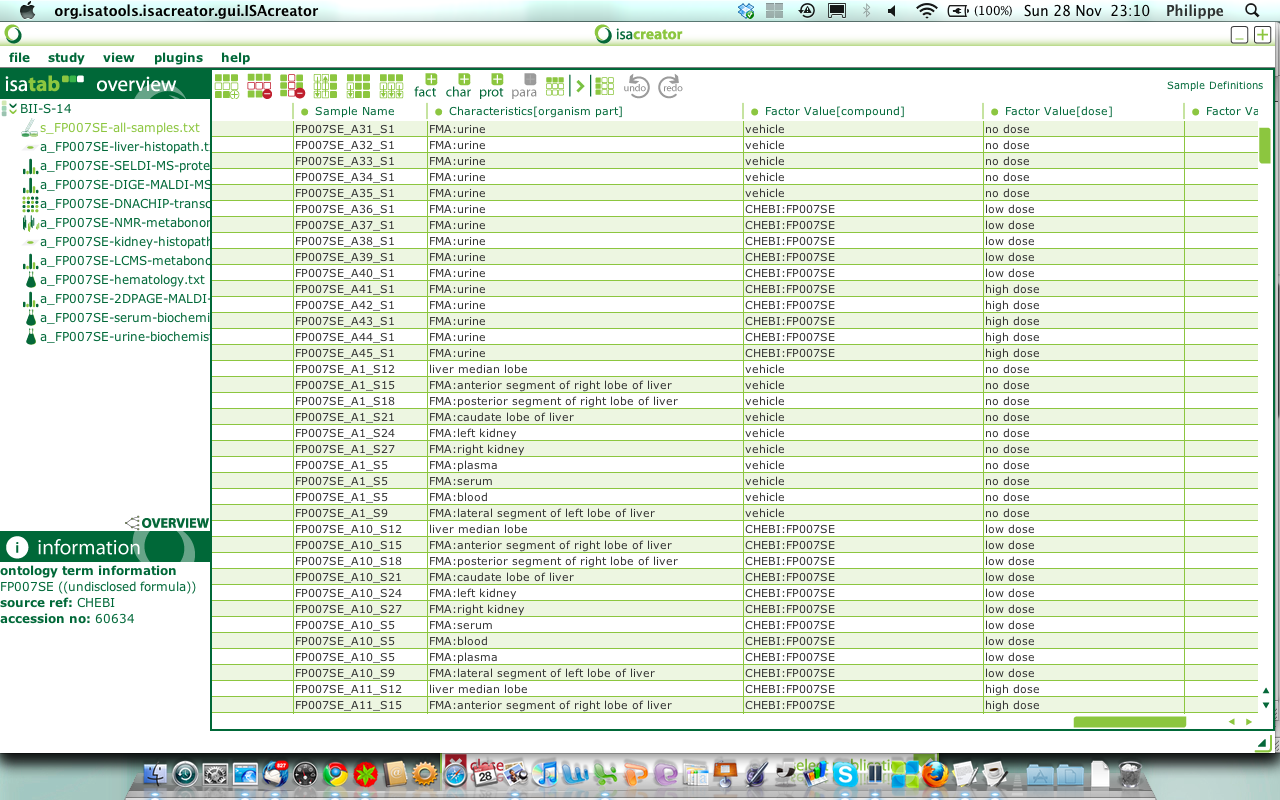 org.isatools.isacreator.gui.ISAcreator (100%) Sun 28 Nov 23:10 Philippe
isacreator
file study view plugins help
isatab overview
fact char prot para undo redo
Sample Definitions
BII-S-14
s_FP007SE-all-samples.txt
a_FP007SE-liver-histopath.t
a_FP007SE-SELDI-MS-prote
a_FP007SE-DIGE-MALDI-MS
a_FP007SE-DNACHIP-transc
a_FP007SE-NMR-metabonor
a_FP007SE-kidney-histopath
a_FP007SE-LCMS-metabono
a_FP007SE-hematology.txt
a_FP007SE-2DPAGE-MALDI-
a_FP007SE-serum-biochemi
a_FP007SE-urine-biochemis
OVERVIEW
i information
ontology term information
FP007SE ((undisclosed formula))
source ref: CHEBI
accession no: 60634
Sample Name Characteristics[organism part] Factor Value[compound] Factor Value[dose] Factor Va
FP007SE_A31_S1 FMA:urine vehicle no dose
FP007SE_A32_S1 FMA:urine vehicle no dose
FP007SE_A33_S1 FMA:urine vehicle no dose
FP007SE_A34_S1 FMA:urine vehicle no dose
FP007SE_A35_S1 FMA:urine vehicle no dose
FP007SE_A36_S1 FMA:urine CHEBI:FP007SE low dose
FP007SE_A37_S1 FMA:urine CHEBI:FP007SE low dose
FP007SE_A38_S1 FMA:urine CHEBI:FP007SE low dose
FP007SE_A39_S1 FMA:urine CHEBI:FP007SE low dose
FP007SE_A40_S1 FMA:urine CHEBI:FP007SE low dose
FP007SE_A41_S1 FMA:urine CHEBI:FP007SE high dose
FP007SE_A42_S1 FMA:urine CHEBI:FP007SE high dose
FP007SE_A43_S1 FMA:urine CHEBI:FP007SE high dose
FP007SE_A44_S1 FMA:urine CHEBI:FP007SE high dose
FP007SE_A45_S1 FMA:urine CHEBI:FP007SE high dose
FP007SE_A1_S12 liver median lobe vehicle no dose
FP007SE_A1_S15 FMA:anterior segment of right lobe of liver vehicle no dose
FP007SE_A1_S18 FMA:posterior segment of right lobe of liver vehicle no dose
FP007SE_A1_S21 FMA:caudate lobe of liver vehicle no dose
FP007SE_A1_S24 FMA:left kidney vehicle no dose
FP007SE_A1_S27 FMA:right kidney vehicle no dose
FP007SE_A1_S5 FMA:plasma vehicle no dose
FP007SE_A1_S5 FMA:serum vehicle no dose
FP007SE_A1_S5 FMA:blood vehicle no dose
FP007SE_A1_S9 FMA:lateral segment of left lobe of liver vehicle no dose
FP007SE_A10_S12 liver median lobe CHEBI:FP007SE low dose
FP007SE_A10_S15 FMA:anterior segment of right lobe of liver CHEBI:FP007SE low dose
FP007SE_A10_S18 FMA:posterior segment of right lobe of liver CHEBI:FP007SE low dose
FP007SE_A10_S21 FMA:caudate lobe of liver CHEBI:FP007SE low dose
FP007SE_A10_S24 FMA:left kidney CHEBI:FP007SE low dose
FP007SE_A10_S27 FMA:right kidney CHEBI:FP007SE low dose
FP007SE_A10_S5 FMA:serum CHEBI:FP007SE low dose
FP007SE_A10_S5 FMA:blood CHEBI:FP007SE low dose
FP007SE_A10_S5 FMA:plasma CHEBI:FP007SE low dose
FP007SE_A10_S9 FMA:lateral segment of left lobe of liver CHEBI:FP007SE low dose
FP007SE_A11_S12 liver median lobe CHEBI:FP007SE high dose
FP007SE_A11_S15 FMA:anterior segment of right lobe of liver CHEBI:FP007SE high dose